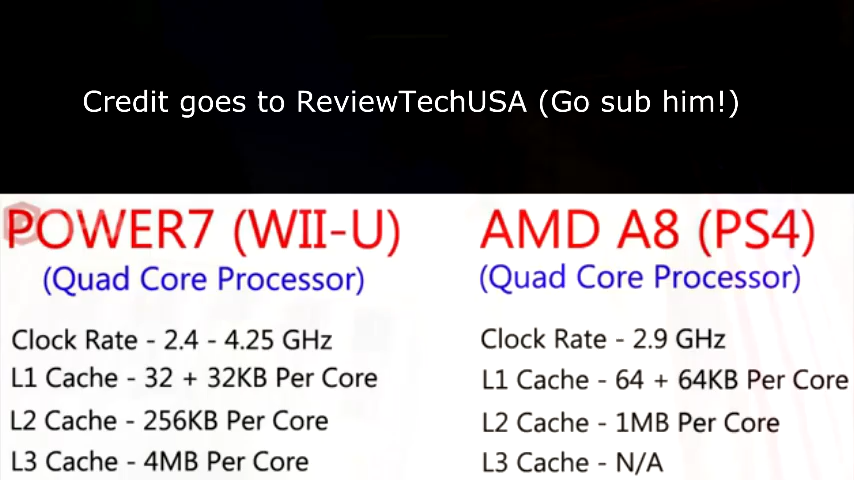 Credit goes to ReviewTechUSA (Go sub him!)
POWER7 (WII-U)
(Quad Core Processor)
Clock Rate - 2.4 - 4.25 GHz
L1 Cache - 32 + 32KB Per Core
L2 Cache - 256KB Per Core
L3 Cache - 4MB Per Core
AMD A8 (PS4)
(Quad Core Processor)
Clock Rate - 2.9 GHz
L1 Cache - 64 + 64KB Per Core
L2 Cache - 1MB Per Core
L3 Cache - N/A